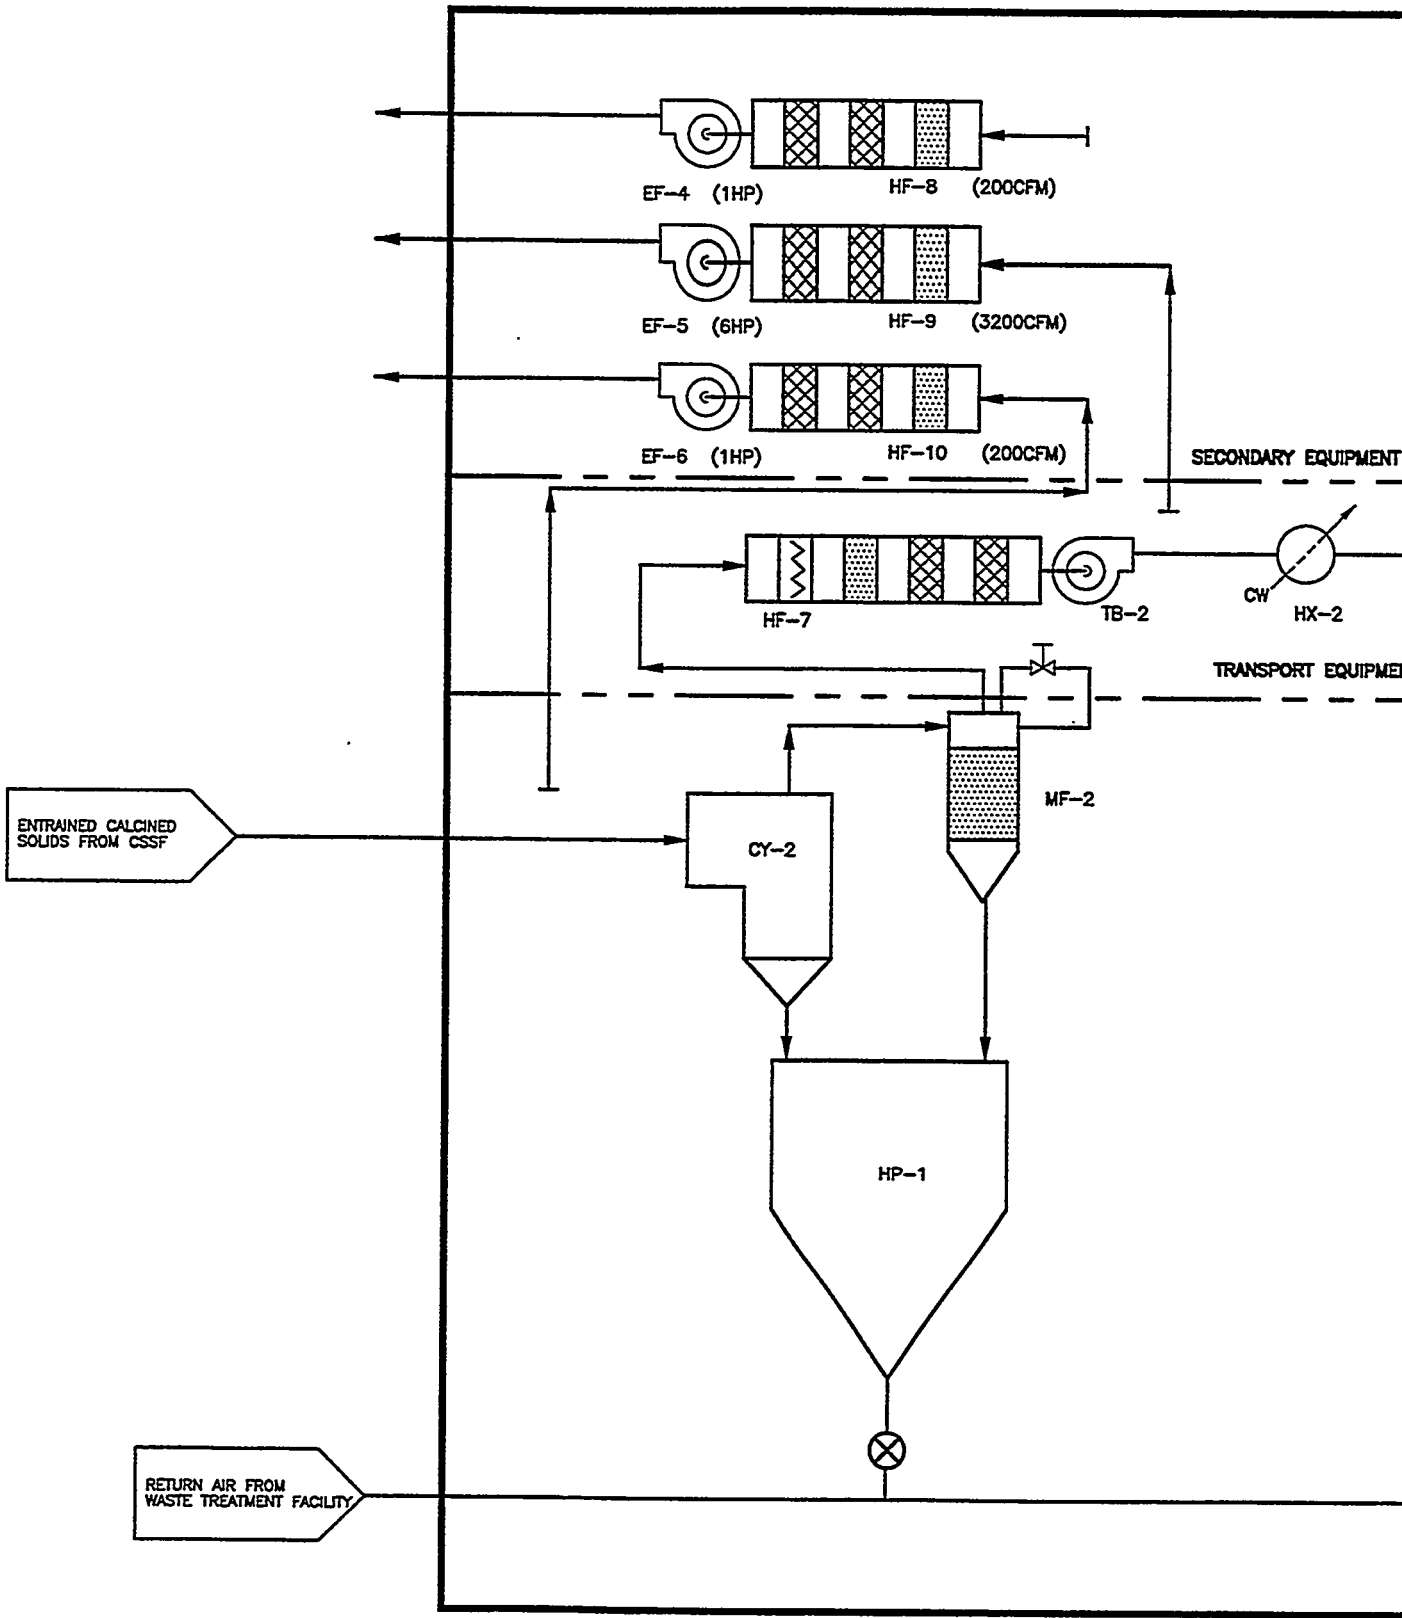 EF-4 (1HP)
HF-8 (200CFM)
EF-5 (6HP)
HF-9 (3200CFM)
EF-6 (1HP)
HF-10 (200CFM)
SECONDARY EQUIPMENT
HF-7
TB-2
CW
HX-2
TRANSPORT EQUIPME
MF-2
ENTRAINED CALCINED
SOLIDS FROM CSSF
CY-2
HP-1
RETURN AIR FROM
WASTE TREATMENT FACILITY